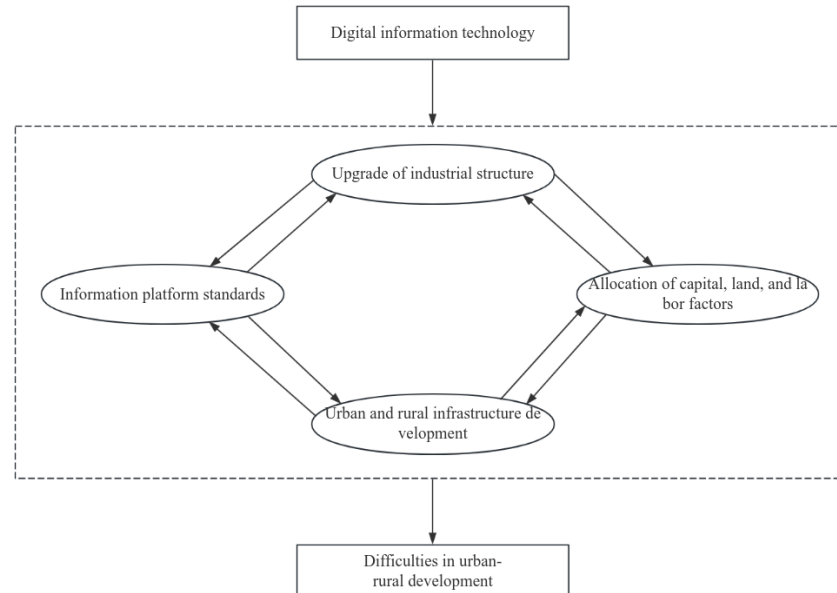 Digital information technology
Upgrade of industrial structure
Information platform standards
Allocation of capital, land, and la
bor factors
Urban and rural infrastructure de
velopment
Difficulties in urban-
rural development